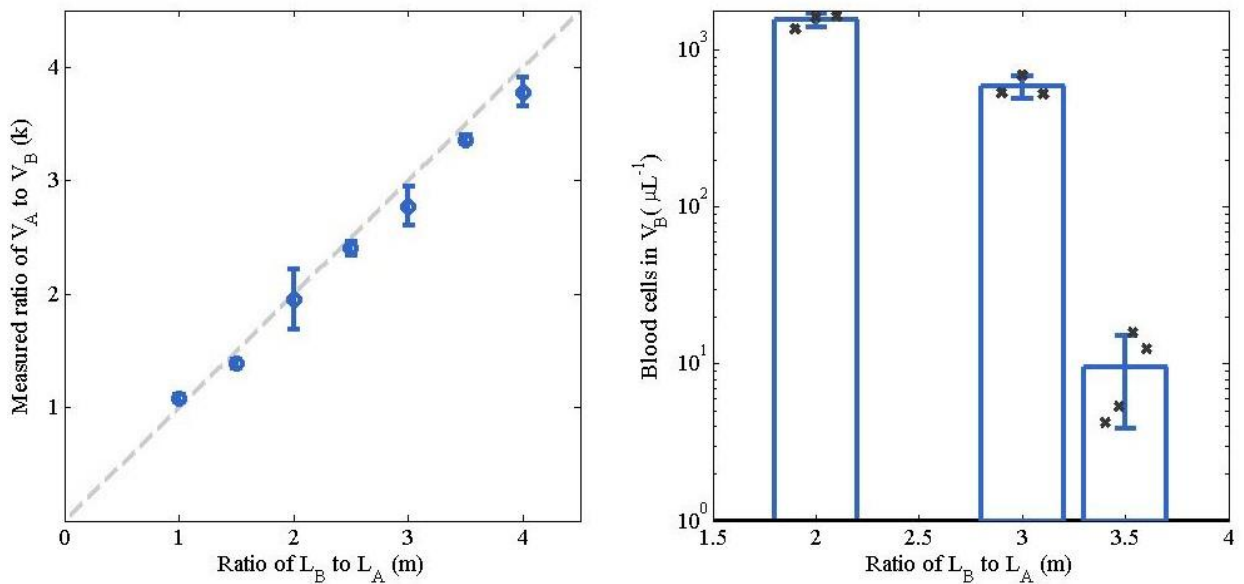 Measured ratio of V_A to V_B (k)
4
3
2
1
0 1 2 3 4
Ratio of L_B to L_A (m)
Blood cells in V_B( μL^-1)
10^3
10^2
10^1
10^0
1.5 2 2.5 3 3.5 4
Ratio of L_B to L_A (m)